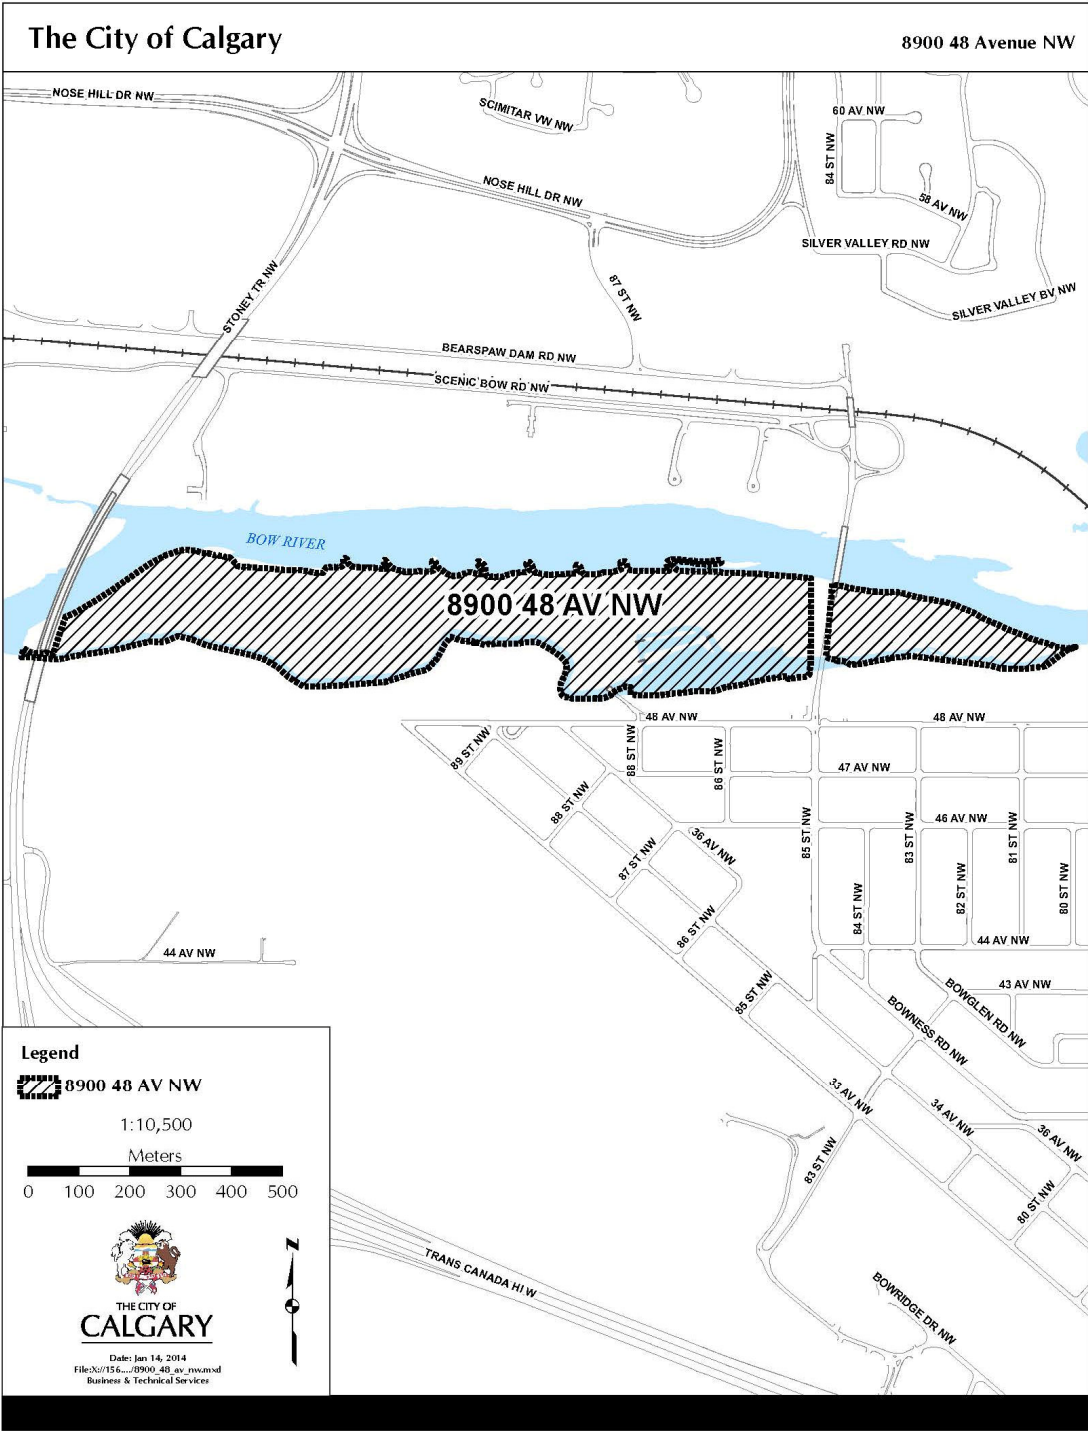 The City of Calgary
8900 48 Avenue NW
NOSE HILL DR NW
SCIMITAR VW NW
60 AV NW
84 ST NW
NOSE HILL DR NW
58 AV NW
SILVER VALLEY RD NW
STONEY TR NW
87 ST NW
SILVER VALLEY BV NW
BEARSPAW DAM RD NW
SCENIC BOW RD NW
BOW RIVER
8900 48 AV NW
48 AV NW
48 AV NW
89 ST NW
88 ST NW
86 ST NW
47 AV NW
88 ST NW
46 AV NW
85 ST NW
83 ST NW
81 ST NW
36 AV NW
87 ST NW
84 ST NW
82 ST NW
80 ST NW
86 ST NW
44 AV NW
44 AV NW
85 ST NW
43 AV NW
BOWGLEN RD NW
BOWNESS RD NW
33 AV NW
34 AV NW
36 AV NW
83 ST NW
80 ST NW
TRANS CANADA HI W
BOWRIDGE DR NW
Legend
8900 48 AV NW
1:10,500
Meters
0 100 200 300 400 500
N
THE CITY OF
CALGARY
Date: Jan 14, 2014
File:X://156..../8900_48_av_nw.mxd
Business & Technical Services